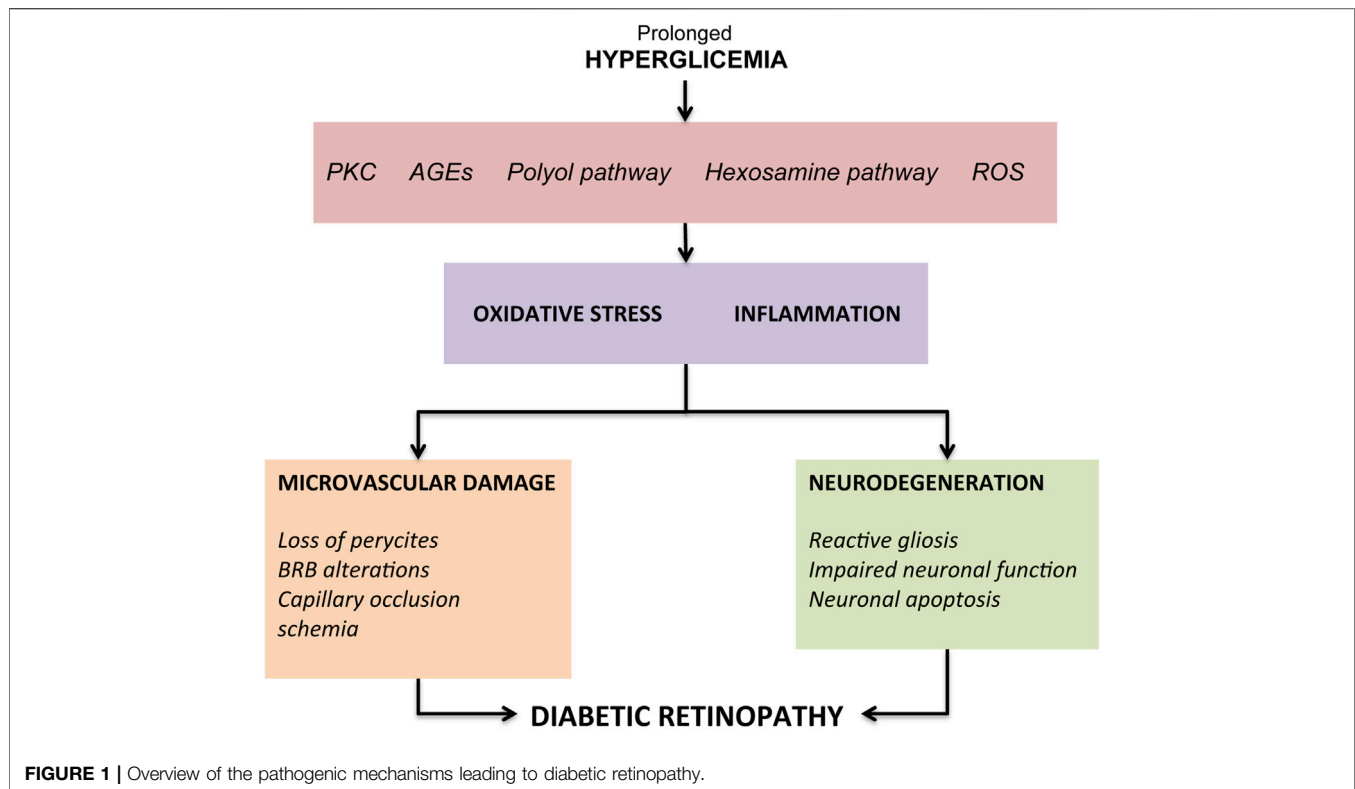 Prolonged
HYPERGLICEMIA
PKC AGEs Polyol pathway Hexosamine pathway ROS
OXIDATIVE STRESS INFLAMMATION
MICROVASCULAR DAMAGE
Loss of perycites
BRB alterations
Capillary occlusion
schemia
NEURODEGENERATION
Reactive gliosis
Impaired neuronal function
Neuronal apoptosis
DIABETIC RETINOPATHY
FIGURE 1 | Overview of the pathogenic mechanisms leading to diabetic retinopathy.